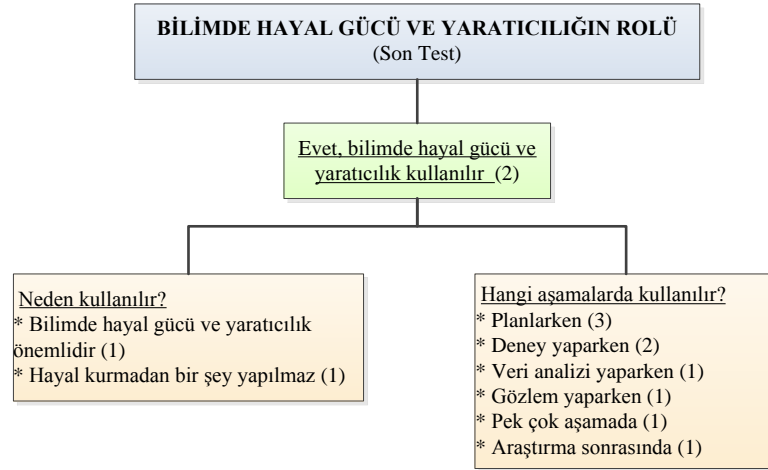 BİLİMDE HAYAL GÜCÜ VE YARATICILIĞIN ROLÜ
(Son Test)
Evet, bilimde hayal gücü ve
yaratıcılık kullanılır (2)
Neden kullanılır?
* Bilimde hayal gücü ve yaratıcılık
önemlidir (1)
* Hayal kurmadan bir şey yapılmaz (1)
Hangi aşamalarda kullanılır?
* Planlarken (3)
* Deney yaparken (2)
* Veri analizi yaparken (1)
* Gözlem yaparken (1)
* Pek çok aşamada (1)
* Araştırma sonrasında (1)